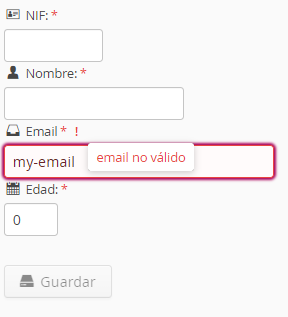 NIF: *
Nombre: *
Email * !
my-email
email no válido
Edad: *
0
Guardar